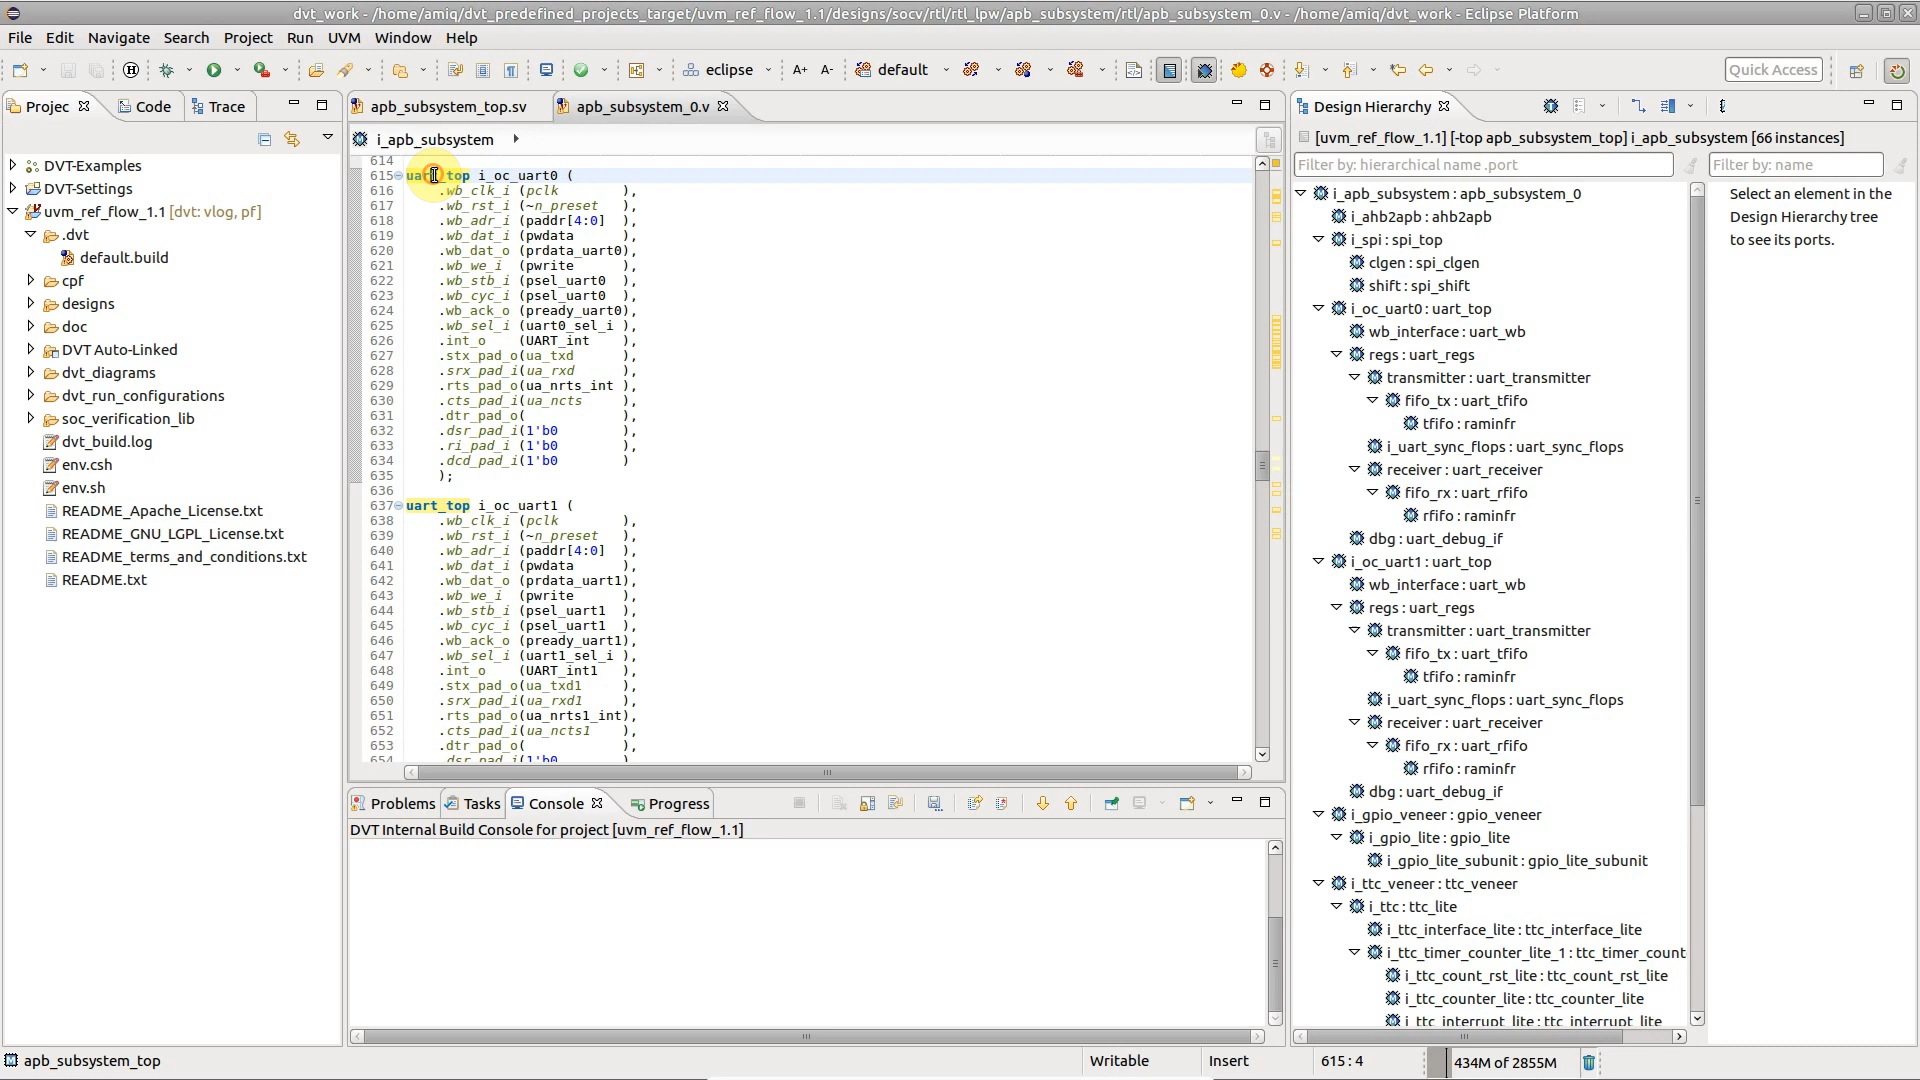 dvt_work - /home/amiq/dvt_predefined_projects_target/uvm_ref_flow_1.1/designs/socv/rtl/rtl_lpw/apb_subsystem/rtl/apb_subsystem_0.v - /home/amiq/dvt_work - Eclipse Platform
File Edit Navigate Search Project Run UVM Window Help
eclipse A+ A- default Quick Access
Projec Code Trace
DVT-Examples
DVT-Settings
uvm_ref_flow_1.1 [dvt: vlog, pf]
.dvt
default.build
cpf
designs
doc
DVT Auto-Linked
dvt_diagrams
dvt_run_configurations
soc_verification_lib
dvt_build.log
env.csh
env.sh
README_Apache_License.txt
README_GNU_LGPL_License.txt
README_terms_and_conditions.txt
README.txt
apb_subsystem_top.sv apb_subsystem_0.v
i_apb_subsystem
614
615 uart_top i_oc_uart0 (
616 .wb_clk_i (pclk ),
617 .wb_rst_i (~n_preset ),
618 .wb_adr_i (paddr[4:0] ),
619 .wb_dat_i (pwdata ),
620 .wb_dat_o (prdata_uart0),
621 .wb_we_i (pwrite ),
622 .wb_stb_i (psel_uart0 ),
623 .wb_cyc_i (psel_uart0 ),
624 .wb_ack_o (pready_uart0),
625 .wb_sel_i (uart0_sel_i ),
626 .int_o (UART_int ),
627 .stx_pad_o(ua_txd ),
628 .srx_pad_i(ua_rxd ),
629 .rts_pad_o(ua_nrts_int ),
630 .cts_pad_i(ua_ncts ),
631 .dtr_pad_o( ),
632 .dsr_pad_i(1'b0 ),
633 .ri_pad_i (1'b0 ),
634 .dcd_pad_i(1'b0 )
635 );
636
637 uart_top i_oc_uart1 (
638 .wb_clk_i (pclk ),
639 .wb_rst_i (~n_preset ),
640 .wb_adr_i (paddr[4:0] ),
641 .wb_dat_i (pwdata ),
642 .wb_dat_o (prdata_uart1),
643 .wb_we_i (pwrite ),
644 .wb_stb_i (psel_uart1 ),
645 .wb_cyc_i (psel_uart1 ),
646 .wb_ack_o (pready_uart1),
647 .wb_sel_i (uart1_sel_i ),
648 .int_o (UART_int1 ),
649 .stx_pad_o(ua_txd1 ),
650 .srx_pad_i(ua_rxd1 ),
651 .rts_pad_o(ua_nrts1_int),
652 .cts_pad_i(ua_ncts1 ),
653 .dtr_pad_o( ),
654 .dsr_pad_i(1'b0 )
Problems Tasks Console Progress
DVT Internal Build Console for project [uvm_ref_flow_1.1]
Design Hierarchy
[uvm_ref_flow_1.1] [-top apb_subsystem_top] i_apb_subsystem [66 instances]
Filter by: hierarchical name .port
Filter by: name
i_apb_subsystem : apb_subsystem_0
i_ahb2apb : ahb2apb
i_spi : spi_top
clgen : spi_clgen
shift : spi_shift
i_oc_uart0 : uart_top
wb_interface : uart_wb
regs : uart_regs
transmitter : uart_transmitter
fifo_tx : uart_tfifo
tfifo : raminfr
i_uart_sync_flops : uart_sync_flops
receiver : uart_receiver
fifo_rx : uart_rfifo
rfifo : raminfr
dbg : uart_debug_if
i_oc_uart1 : uart_top
wb_interface : uart_wb
regs : uart_regs
transmitter : uart_transmitter
fifo_tx : uart_tfifo
tfifo : raminfr
i_uart_sync_flops : uart_sync_flops
receiver : uart_receiver
fifo_rx : uart_rfifo
rfifo : raminfr
dbg : uart_debug_if
i_gpio_veneer : gpio_veneer
i_gpio_lite : gpio_lite
i_gpio_lite_subunit : gpio_lite_subunit
i_ttc_veneer : ttc_veneer
i_ttc : ttc_lite
i_ttc_interface_lite : ttc_interface_lite
i_ttc_timer_counter_lite_1 : ttc_timer_count
i_ttc_count_rst_lite : ttc_count_rst_lite
i_ttc_counter_lite : ttc_counter_lite
i_ttc_interrupt_lite : ttc_interrupt_lite
Select an element in the
Design Hierarchy tree
to see its ports.
apb_subsystem_top Writable Insert 615 : 4 434M of 2855M